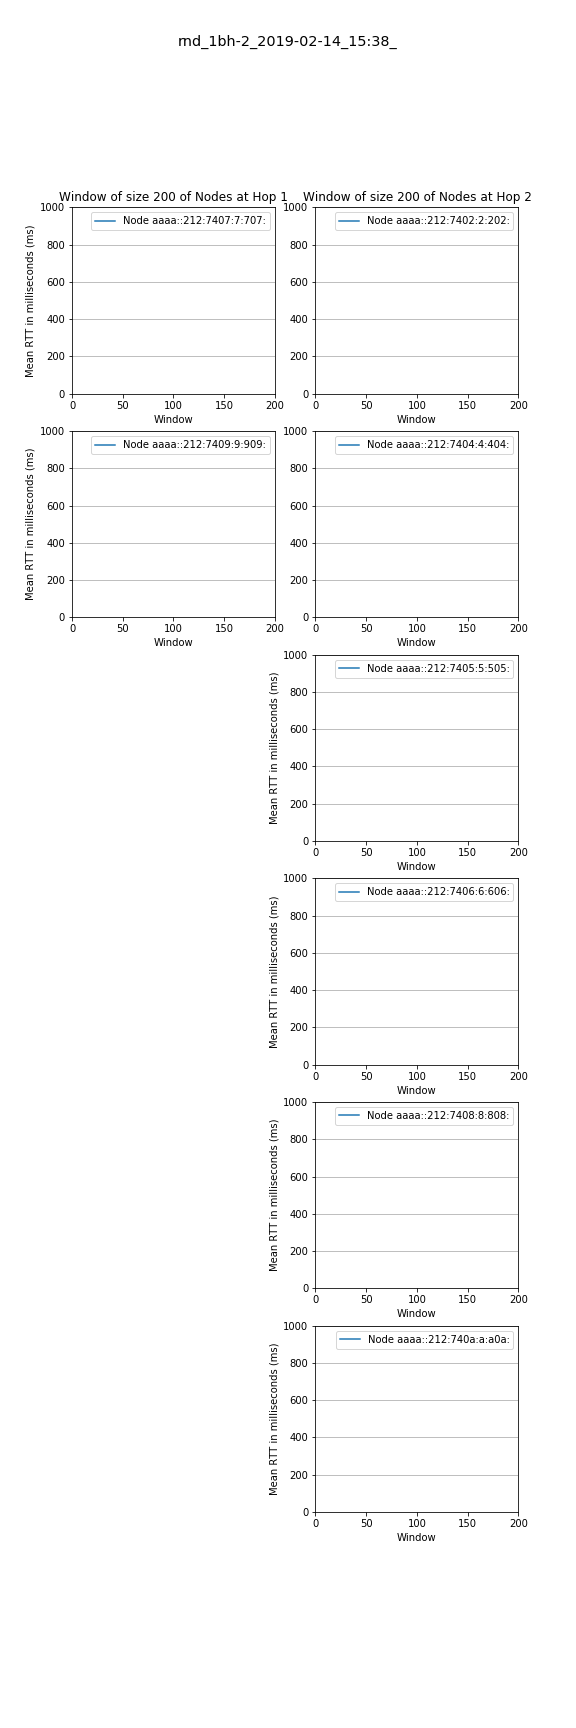 rnd_1bh-2_2019-02-14_15:38_
Window of size 200 of Nodes at Hop 1
Mean RTT in milliseconds (ms)
1000
800
600
400
200
0
Node aaaa::212:7407:7:707:
0 50 100 150 200
Window
Window of size 200 of Nodes at Hop 2
1000
800
600
400
200
0
Node aaaa::212:7402:2:202:
0 50 100 150 200
Window
Mean RTT in milliseconds (ms)
1000
800
600
400
200
0
Node aaaa::212:7409:9:909:
0 50 100 150 200
Window
1000
800
600
400
200
0
Node aaaa::212:7404:4:404:
0 50 100 150 200
Window
Mean RTT in milliseconds (ms)
1000
800
600
400
200
0
Node aaaa::212:7405:5:505:
0 50 100 150 200
Window
Mean RTT in milliseconds (ms)
1000
800
600
400
200
0
Node aaaa::212:7406:6:606:
0 50 100 150 200
Window
Mean RTT in milliseconds (ms)
1000
800
600
400
200
0
Node aaaa::212:7408:8:808:
0 50 100 150 200
Window
Mean RTT in milliseconds (ms)
1000
800
600
400
200
0
Node aaaa::212:740a:a:a0a:
0 50 100 150 200
Window